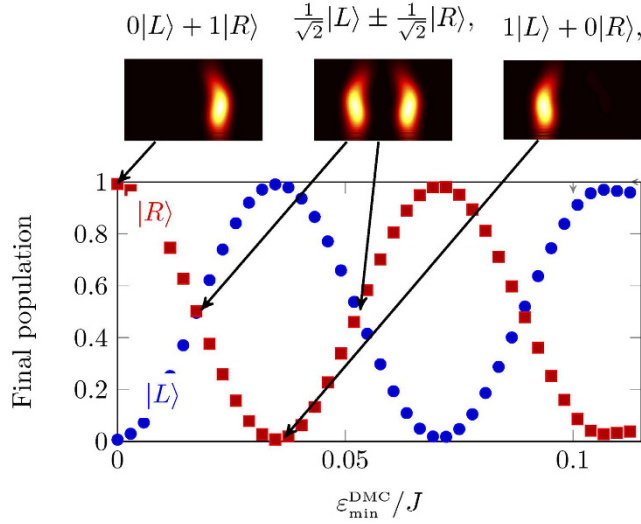 0|L⟩ + 1|R⟩
1/√2|L⟩ ± 1/√2|R⟩,
1|L⟩ + 0|R⟩,
1
|R⟩
0.8
0.6
0.4
0.2
|L⟩
0
0
0.05
0.1
Final population
ε_min^DMC/J